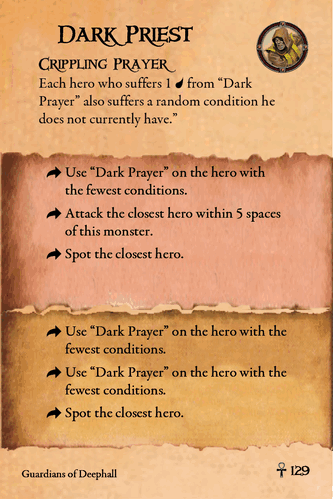 Dark Priest
Crippling Prayer
Each hero who suffers 1 from “Dark
Prayer” also suffers a random condition he
does not currently have.”
Use “Dark Prayer” on the hero with
the fewest conditions.
Attack the closest hero within 5 spaces
of this monster.
Spot the closest hero.
Use “Dark Prayer” on the hero with the
fewest conditions.
Use “Dark Prayer” on the hero with the
fewest conditions.
Spot the closest hero.
Guardians of Deephall
129